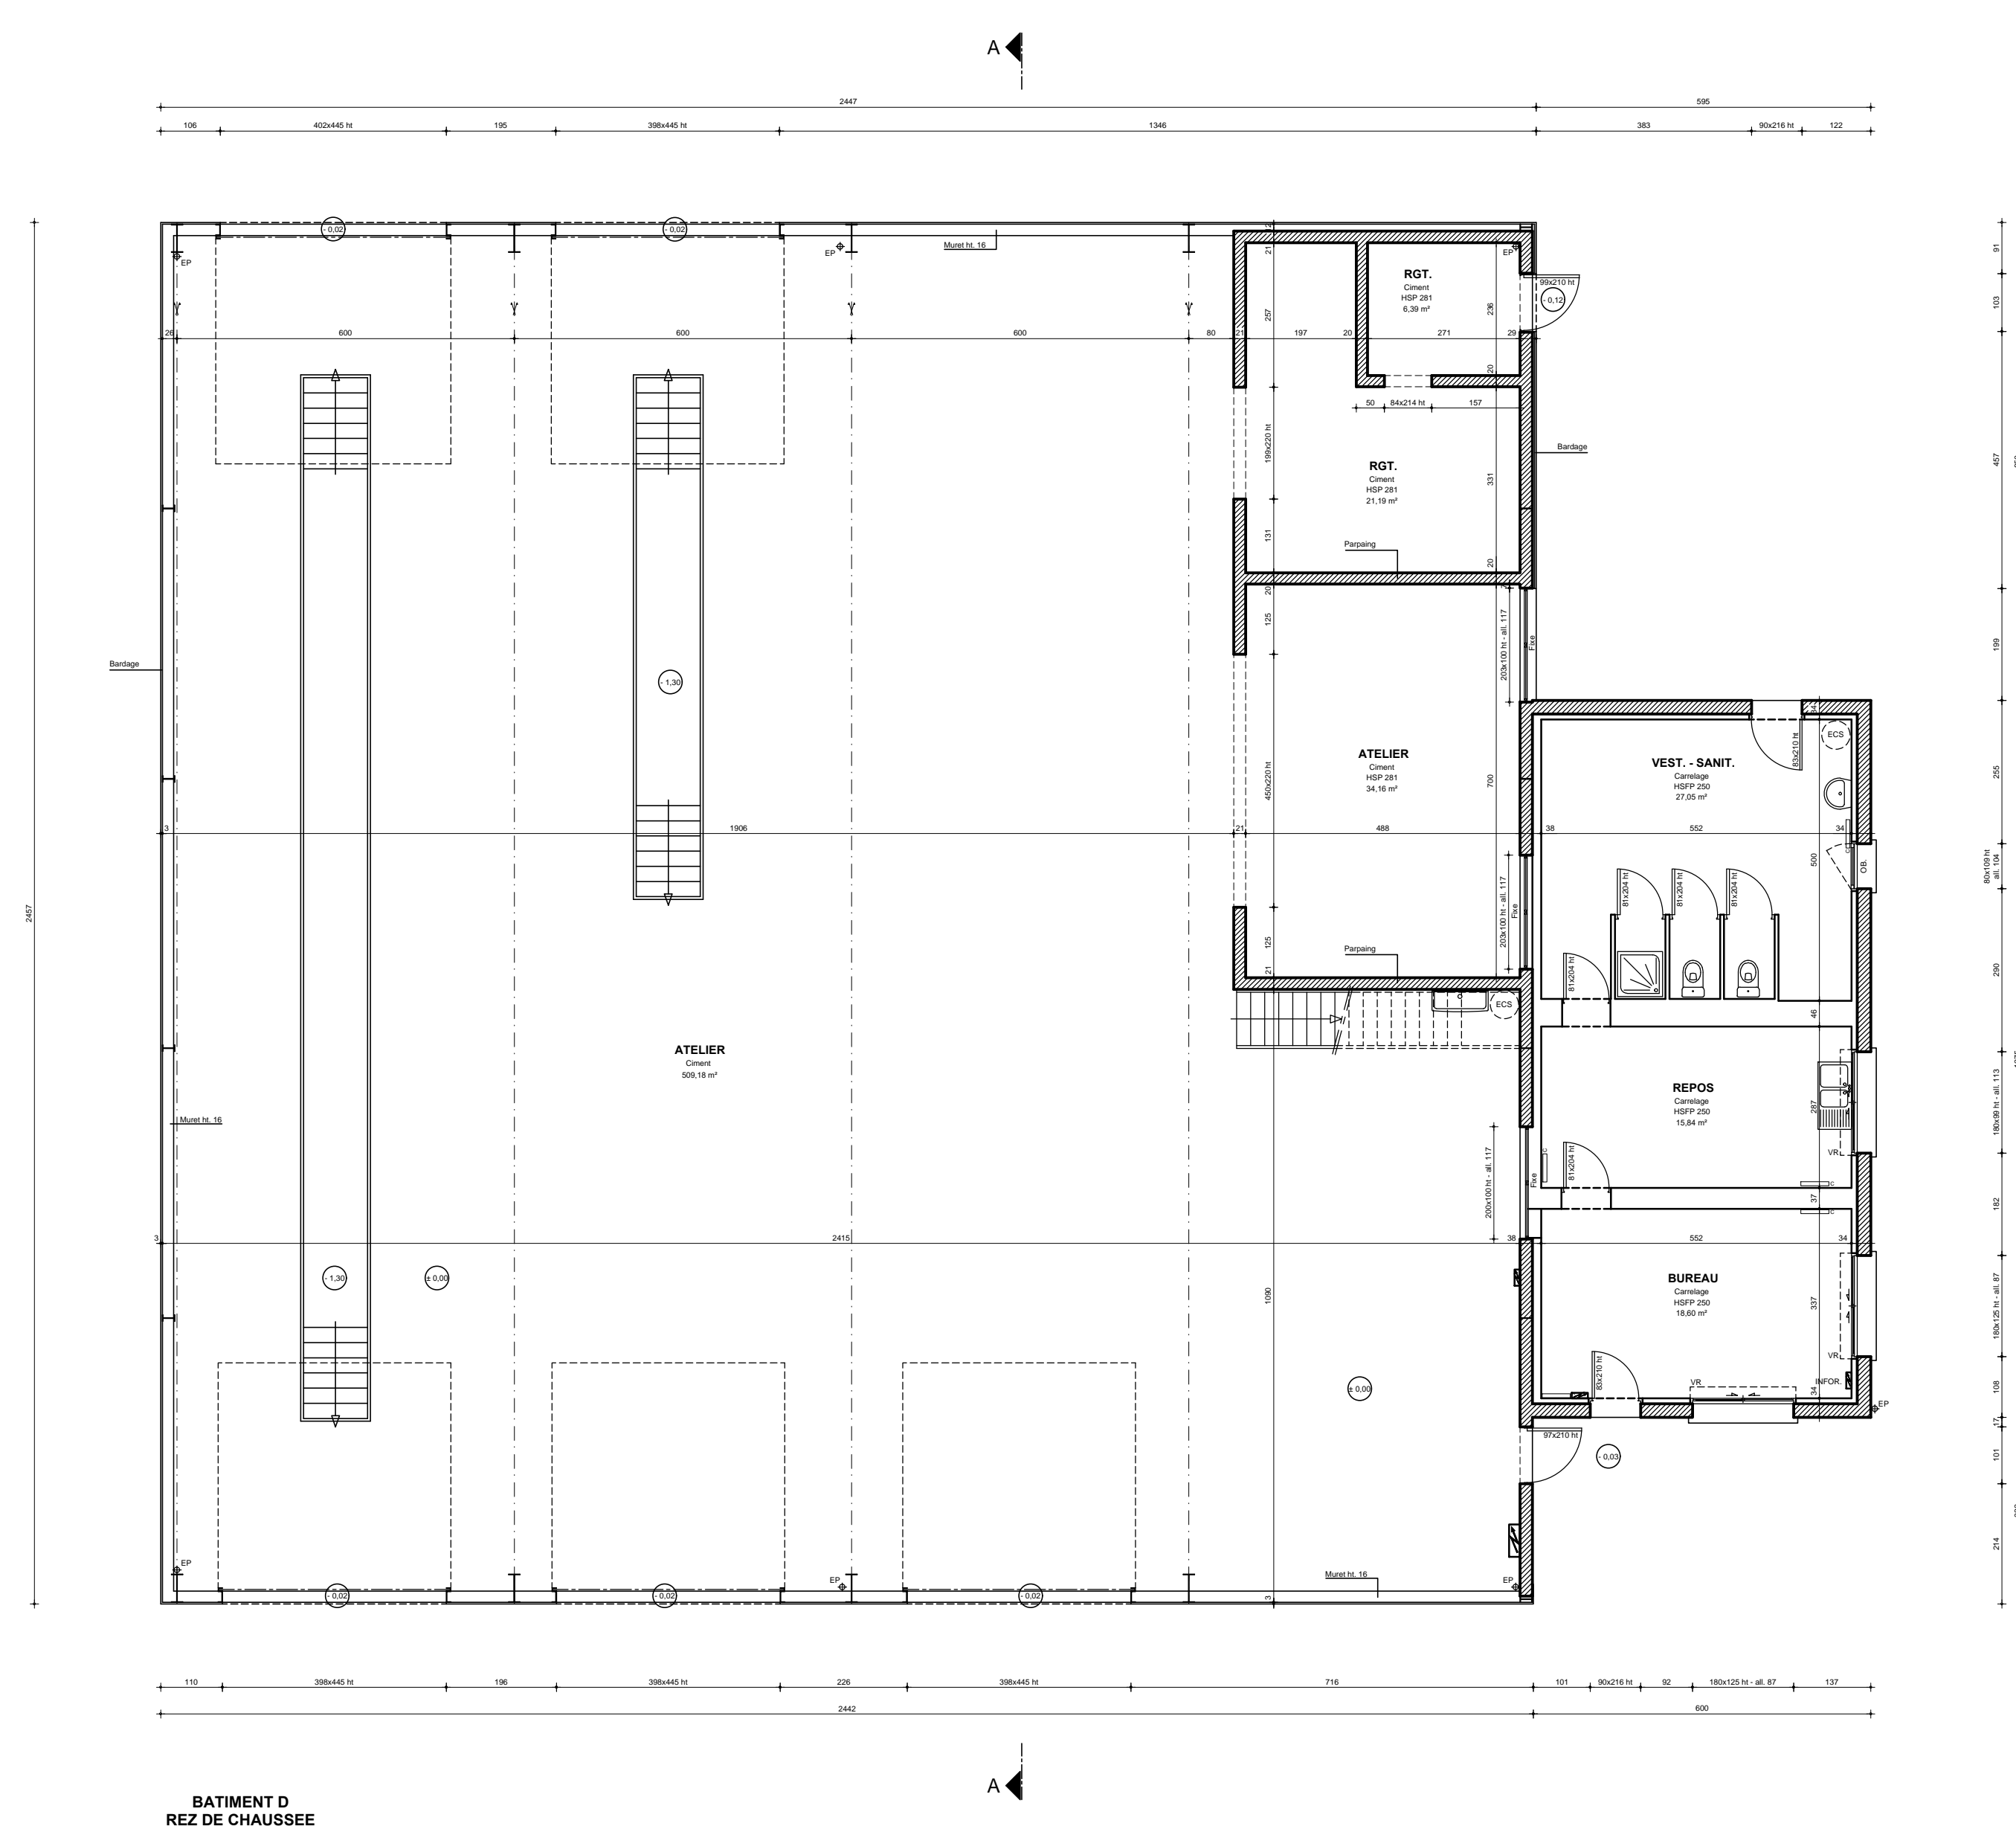 A
2447
595
106
402x445 ht
195
398x445 ht
1346
383
90x216 ht
122
- 0,02
- 0,02
EP
EP
Muret ht. 16
EP
12
21
RGT.
Ciment
HSP 281
6,39 m²
99x210 ht
- 0,12
91
103
257
236
26
600
600
600
80
21
197
20
271
29
20
50
84x214 ht
157
199x220 ht
Bardage
457
RGT.
Ciment
HSP 281
21,19 m²
331
131
Parpaing
20
20
125
203x100 ht - all. 117
Fixe
199
Bardage
- 1,30
34
ECS
83x210 ht
VEST. - SANIT.
Carrelage
HSFP 250
27,05 m²
ATELIER
Ciment
HSP 281
34,16 m²
450x220 ht
700
255
3
1906
21
488
38
552
34
500
OB.
80x109 ht
all. 104
81x204 ht
81x204 ht
81x204 ht
203x100 ht - all. 117
Fixe
2457
125
21
Parpaing
81x204 ht
290
ECS
46
ATELIER
Ciment
509,18 m²
REPOS
Carrelage
HSFP 250
15,84 m²
287
180x99 ht - all. 113
Muret ht. 16
VR
C
81x204 ht
200x100 ht - all. 117
Fixe
C
C
37
182
3
2415
38
552
34
- 1,30
± 0,00
1090
BUREAU
Carrelage
HSFP 250
18,60 m²
337
180x125 ht - all. 87
VR
83x210 ht
VR
INFOR.
34
108
± 0,00
EP
17
97x210 ht
- 0,03
101
214
EP
EP
Muret ht. 16
EP
- 0,02
- 0,02
- 0,02
3
110
398x445 ht
196
398x445 ht
226
398x445 ht
716
101
90x216 ht
92
180x125 ht - all. 87
137
2442
600
A
BATIMENT D
REZ DE CHAUSSEE